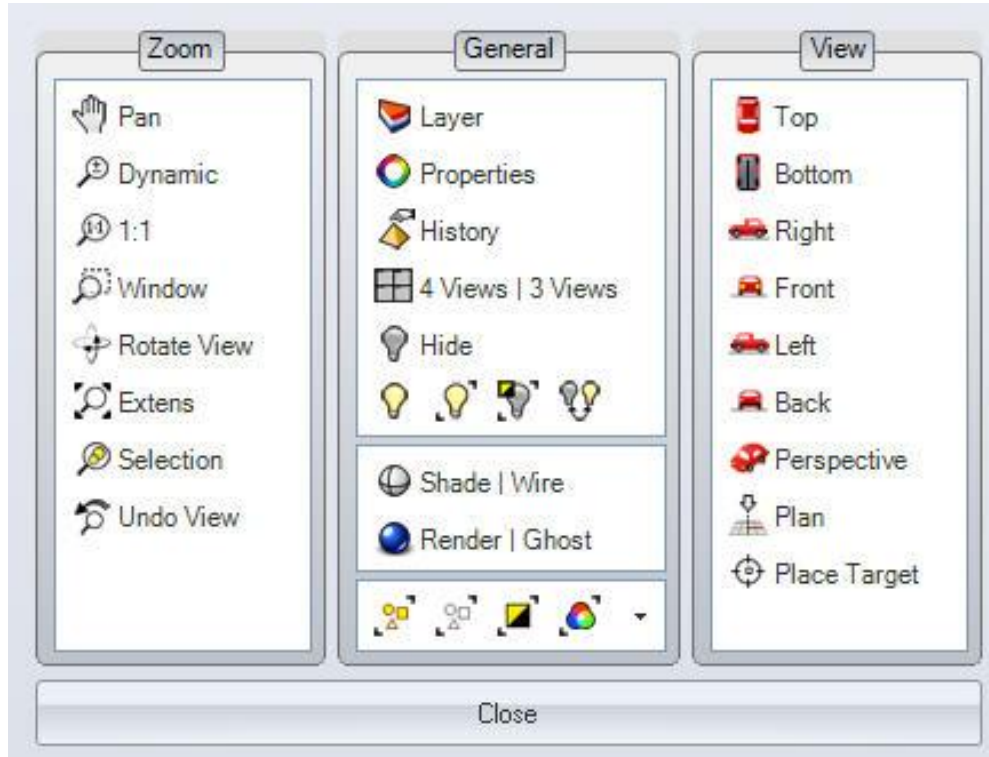 Zoom
Pan
Dynamic
1:1
Window
Rotate View
Extens
Selection
Undo View
General
Layer
Properties
History
4 Views | 3 Views
Hide
Shade | Wire
Render | Ghost
View
Top
Bottom
Right
Front
Left
Back
Perspective
Plan
Place Target
Close